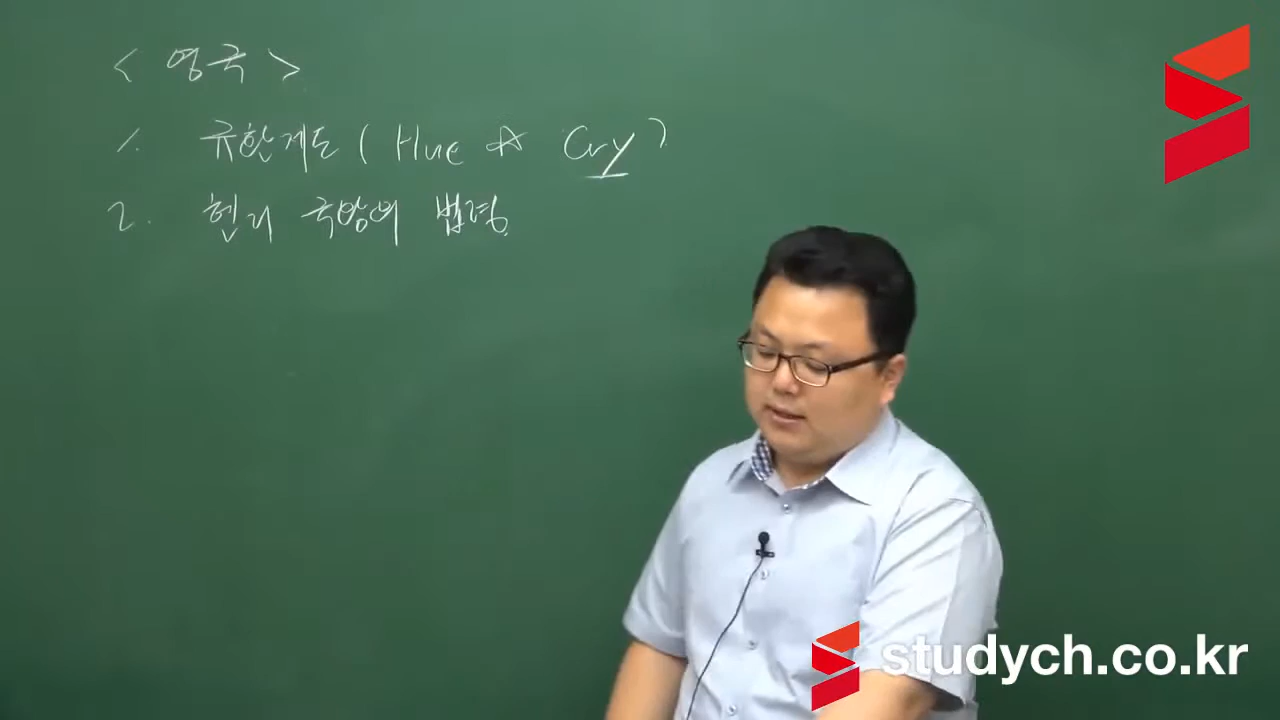 < 영국 >
1. 규환제도 ( Hue & Cry )
2. 헨리 국왕의 법령.
studych.co.kr